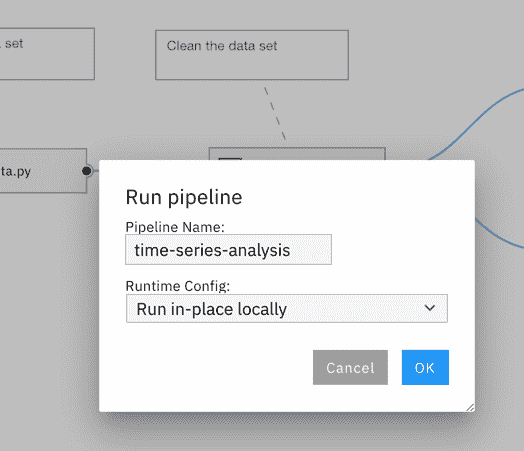 set
Clean the data set
ta.py
Run pipeline
Pipeline Name:
time-series-analysis
Runtime Config:
Run in-place locally
Cancel
OK